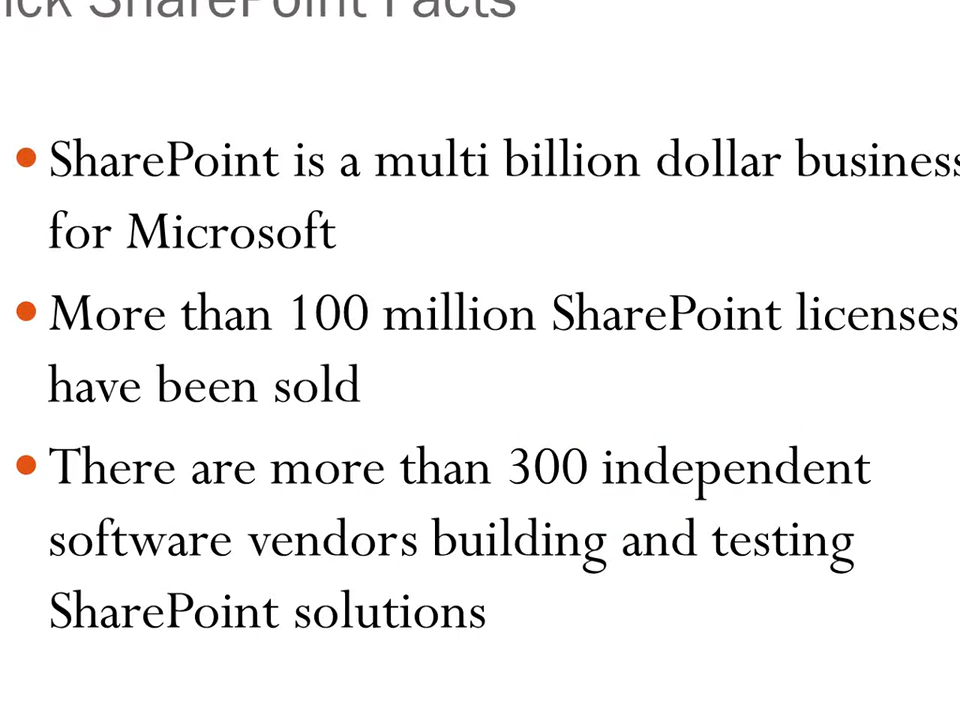 ick SharePoint Facts
• SharePoint is a multi billion dollar business
for Microsoft
• More than 100 million SharePoint licenses
have been sold
• There are more than 300 independent
software vendors building and testing
SharePoint solutions